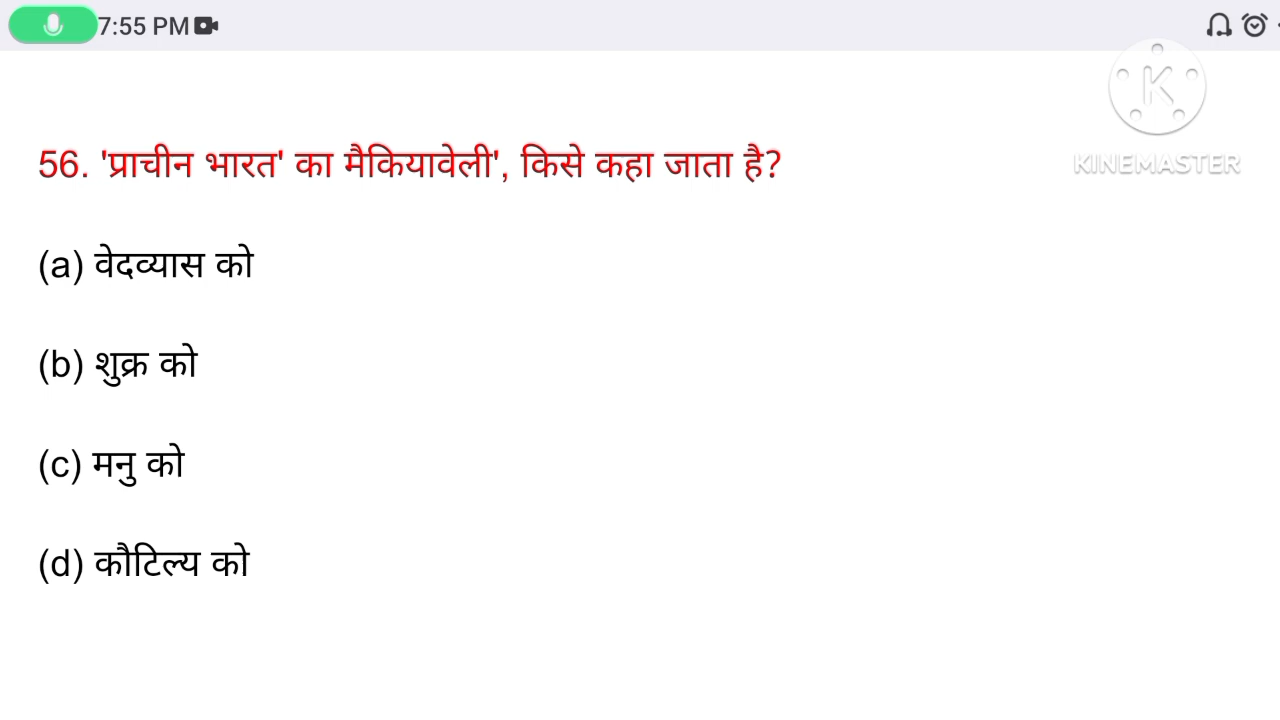 7:55 PM
K
KINEMASTER
56. 'प्राचीन भारत' का मैकियावेली', किसे कहा जाता है?
(a) वेदव्यास को
(b) शुक्र को
(c) मनु को
(d) कौटिल्य को